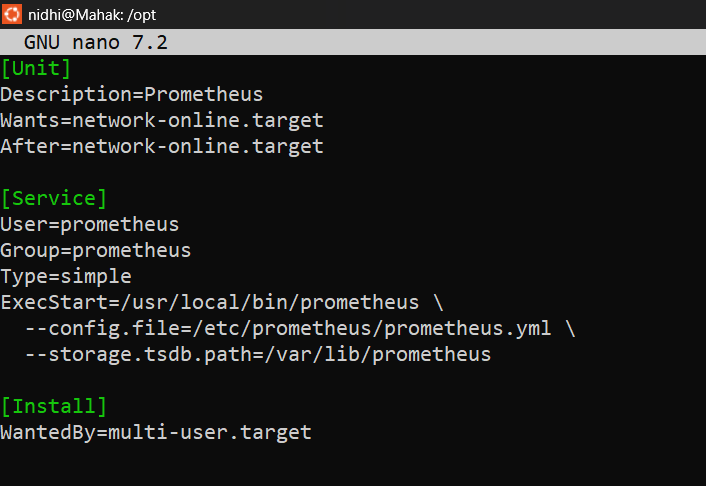 nidhi@Mahak: /opt
GNU nano 7.2
[Unit]
Description=Prometheus
Wants=network-online.target
After=network-online.target
[Service]
User=prometheus
Group=prometheus
Type=simple
ExecStart=/usr/local/bin/prometheus \
  --config.file=/etc/prometheus/prometheus.yml \
  --storage.tsdb.path=/var/lib/prometheus
[Install]
WantedBy=multi-user.target